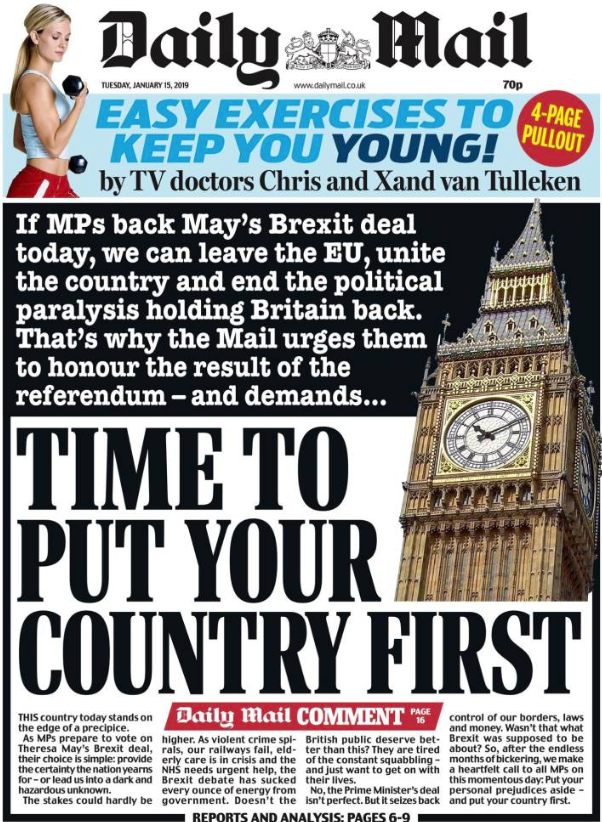 Daily Mail
TUESDAY, JANUARY 15, 2019
www.dailymail.co.uk
70p
EASY EXERCISES TO
KEEP YOU YOUNG!
by TV doctors Chris and Xand van Tulleken
4-PAGE
PULLOUT
If MPs back May's Brexit deal
today, we can leave the EU, unite
the country and end the political
paralysis holding Britain back.
That's why the Mail urges them
to honour the result of the
referendum – and demands...
TIME TO
PUT YOUR
COUNTRY FIRST
Daily Mail COMMENT PAGE
16
THIS country today stands on
the edge of a precipice.
As MPs prepare to vote on
Theresa May's Brexit deal,
their choice is simple: provide
the certainty the nation yearns
for – or lead us into a dark and
hazardous unknown.
The stakes could hardly be
higher. As violent crime spi-
rals, our railways fail, eld-
erly care is in crisis and the
NHS needs urgent help, the
Brexit debate has sucked
every ounce of energy from
government. Doesn't the
British public deserve bet-
ter than this? They are tired
of the constant squabbling –
and just want to get on with
their lives.
No, the Prime Minister's deal
isn't perfect. But it seizes back
control of our borders, laws
and money. Wasn't that what
Brexit was supposed to be
about? So, after the endless
months of bickering, we make
a heartfelt call to all MPs on
this momentous day: Put your
personal prejudices aside –
and put your country first.
REPORTS AND ANALYSIS: PAGES 6-9